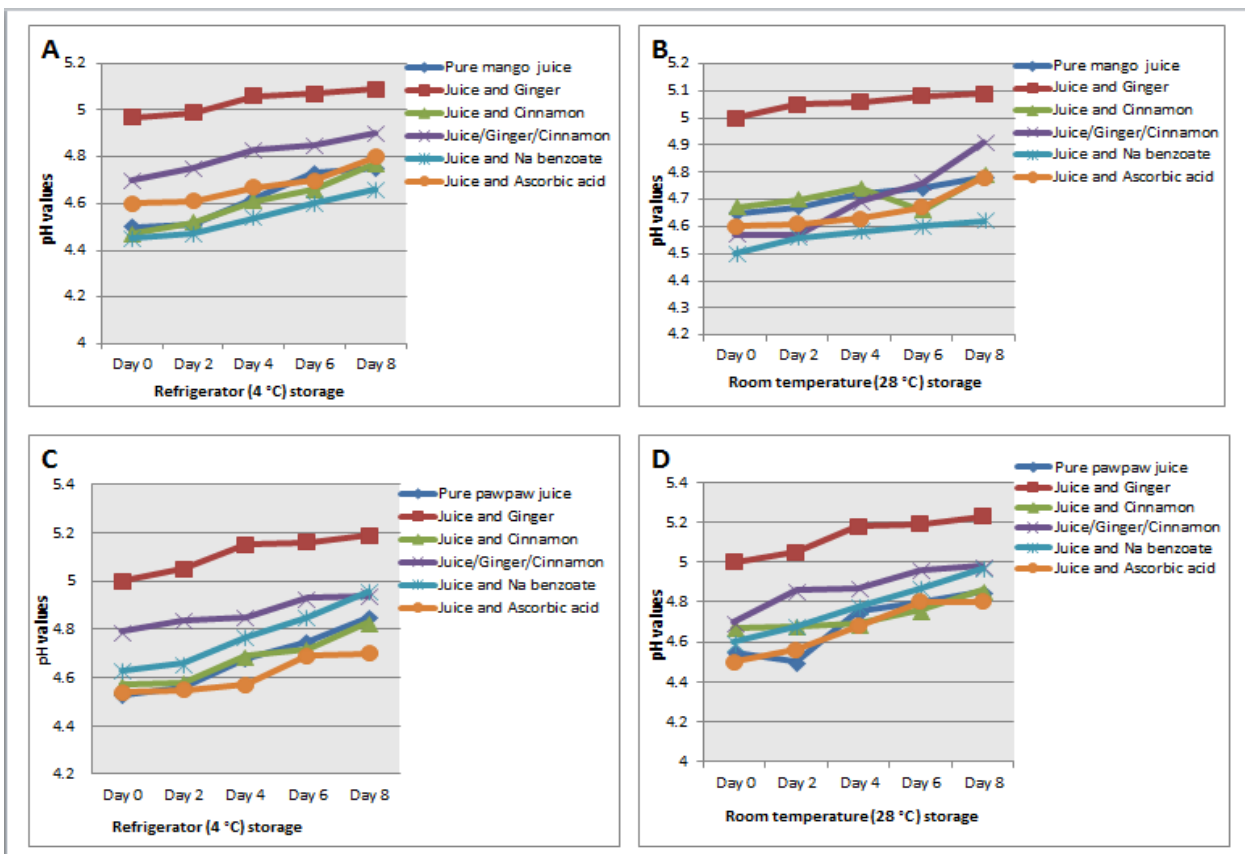 A
pH values
5.2
5
4.8
4.6
4.4
4.2
4
Day 0 Day 2 Day 4 Day 6 Day 8
Refrigerator (4 °C) storage
Pure mango juice
Juice and Ginger
Juice and Cinnamon
Juice/Ginger/Cinnamon
Juice and Na benzoate
Juice and Ascorbic acid
B
pH values
5.2
5.1
5
4.9
4.8
4.7
4.6
4.5
4.4
4.3
4.2
Day 0 Day 2 Day 4 Day 6 Day 8
Room temperature (28 °C) storage
Pure mango juice
Juice and Ginger
Juice and Cinnamon
Juice/Ginger/Cinnamon
Juice and Na benzoate
Juice and Ascorbic acid
C
pH values
5.4
5.2
5
4.8
4.6
4.4
4.2
Day 0 Day 2 Day 4 Day 6 Day 8
Refrigerator (4 °C) storage
Pure pawpaw juice
Juice and Ginger
Juice and Cinnamon
Juice/Ginger/Cinnamon
Juice and Na benzoate
Juice and Ascorbic acid
D
pH values
5.4
5.2
5
4.8
4.6
4.4
4.2
4
Day 0 Day 2 Day 4 Day 6 Day 8
Room temperature (28 °C) storage
Pure pawpaw juice
Juice and Ginger
Juice and Cinnamon
Juice/Ginger/Cinnamon
Juice and Na benzoate
Juice and Ascorbic acid